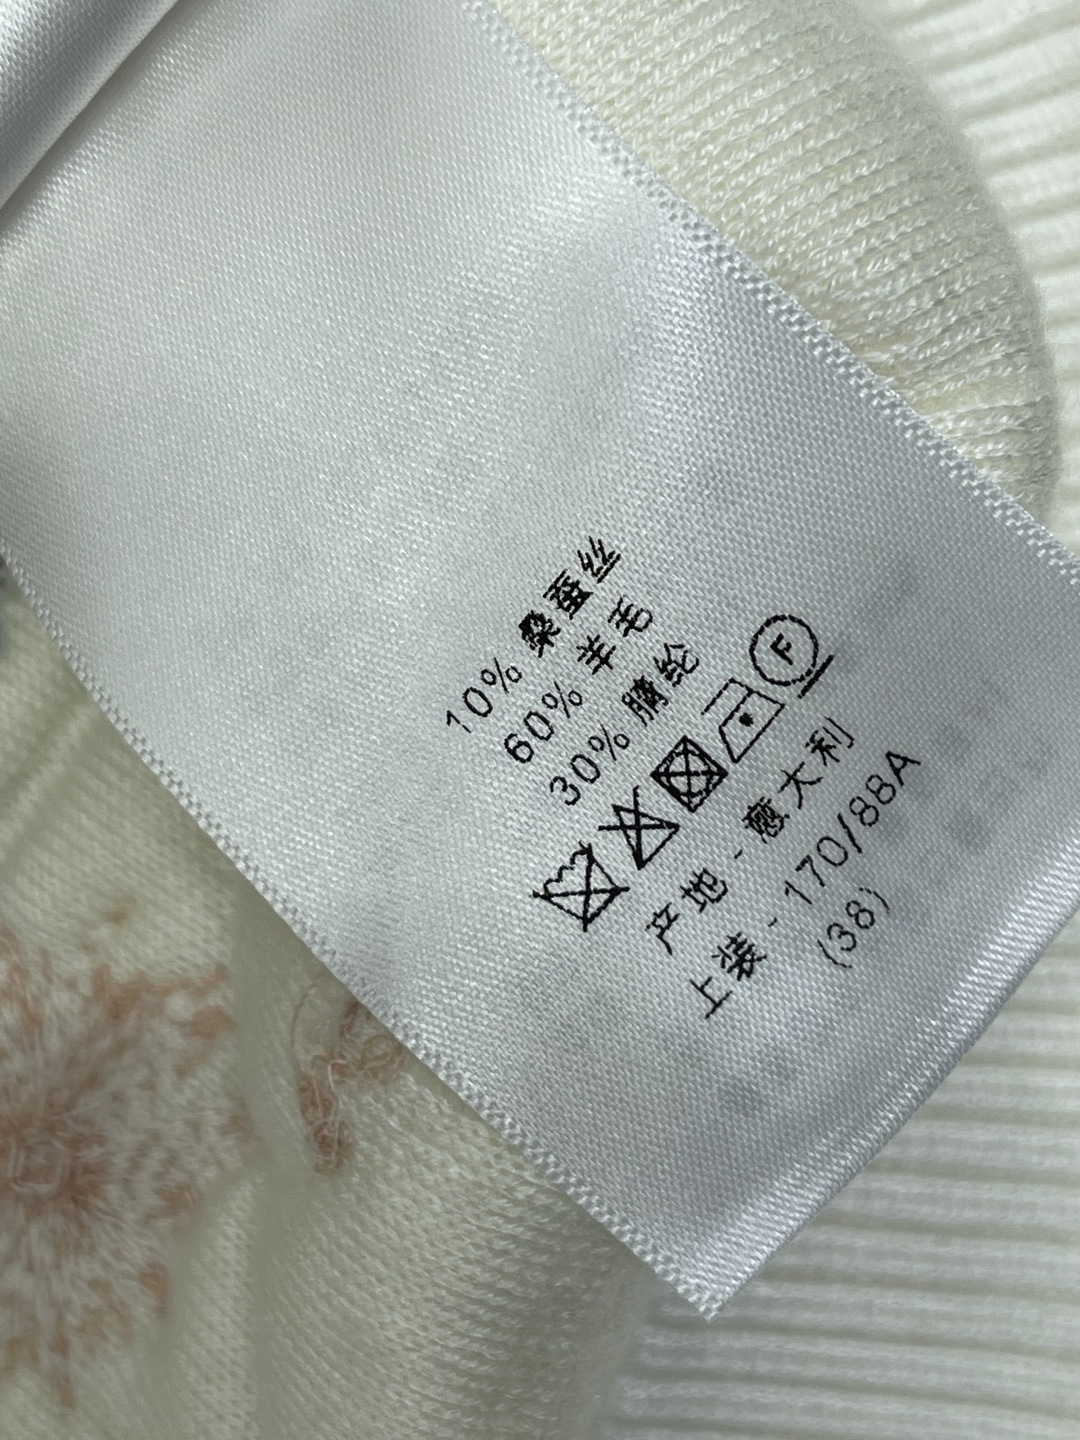 10% 桑蚕丝
60% 羊毛
30% 腈纶
F
产地 - 意大利
上装 - 170/88A
(38)